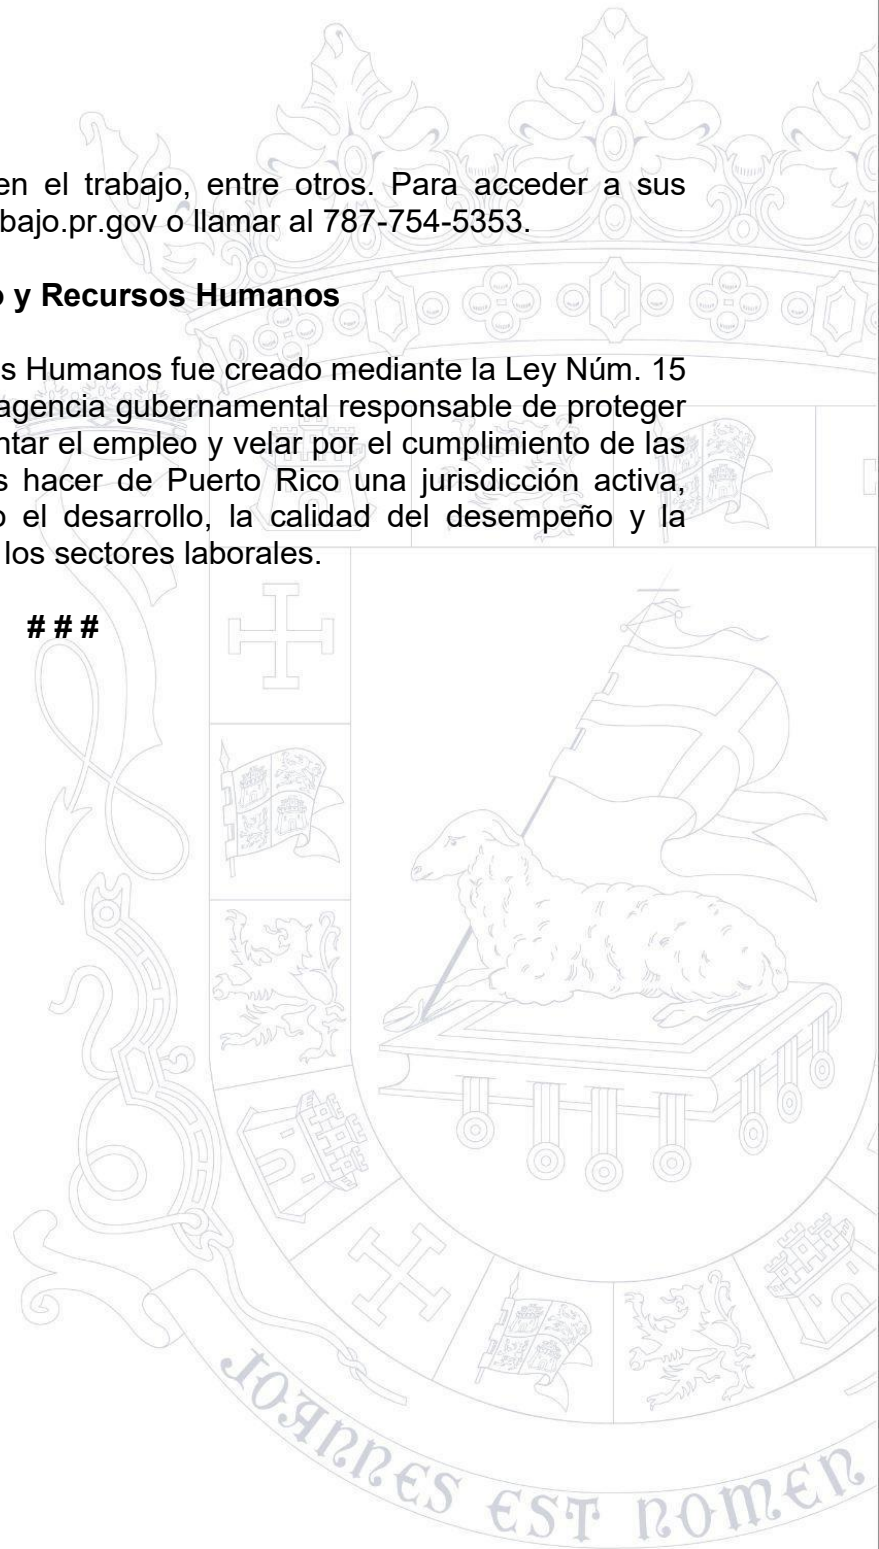 en el trabajo, entre otros. Para acceder a sus
bajo.pr.gov o llamar al 787-754-5353.
o y Recursos Humanos
s Humanos fue creado mediante la Ley Núm. 15
agencia gubernamental responsable de proteger
ntar el empleo y velar por el cumplimiento de las
s hacer de Puerto Rico una jurisdicción activa,
o el desarrollo, la calidad del desempeño y la
los sectores laborales.
# # #
JOANNES EST NOMEN